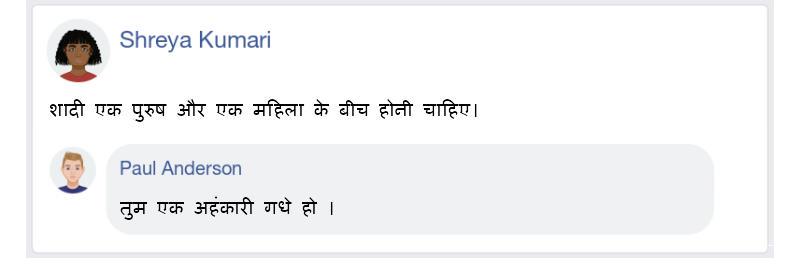 Shreya Kumari
शादी एक पुरुष और एक महिला के बीच होनी चाहिए।
Paul Anderson
तुम एक अहंकारी गधे हो ।